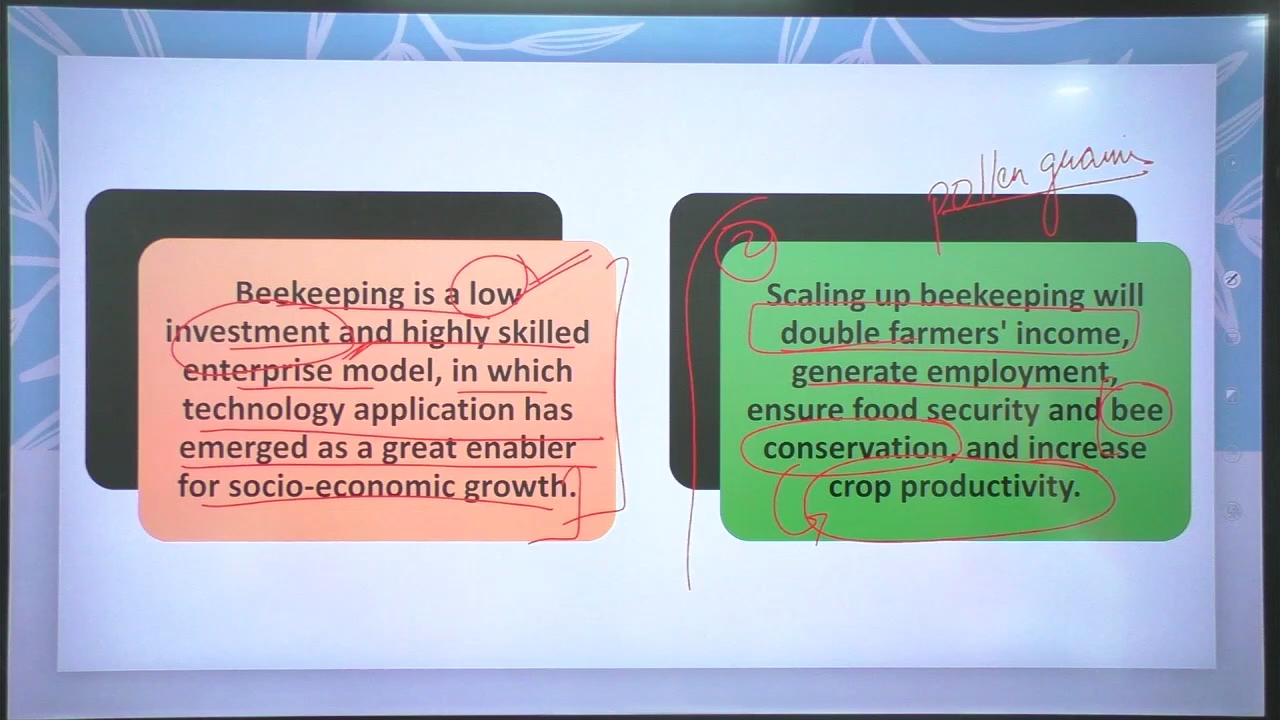 Beekeeping is a low
investment and highly skilled
enterprise model, in which
technology application has
emerged as a great enabler
for socio-economic growth.
pollen grains
2
Scaling up beekeeping will
double farmers' income,
generate employment,
ensure food security and bee
conservation, and increase
crop productivity.